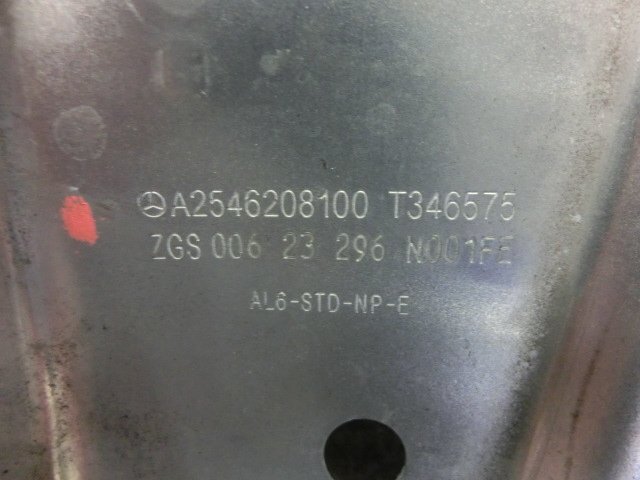 A2546208100 T346575
ZGS 006 23 296 N001FE
AL6-STD-NP-E